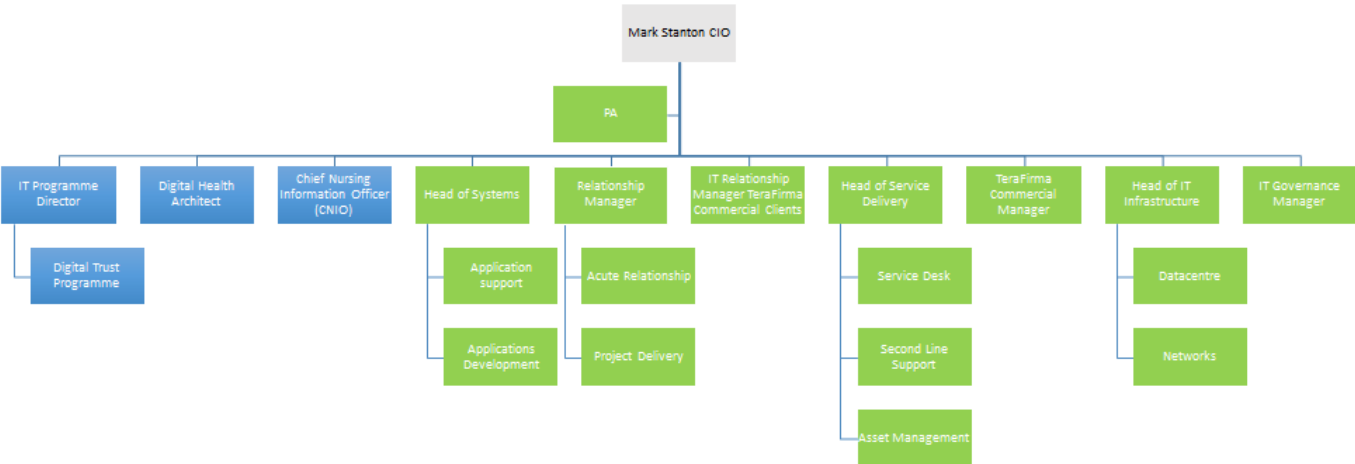 Mark Stanton CIO
PA
IT Programme
Director
Digital Health
Architect
Chief Nursing
Information Officer
(CNIO)
Head of Systems
Relationship
Manager
IT Relationship
Manager TeraFirma
Commercial Clients
Head of Service
Delivery
TeraFirma
Commercial
Manager
Head of IT
Infrastructure
IT Governance
Manager
Digital Trust
Programme
Application
support
Acute Relationship
Service Desk
Datacentre
Applications
Development
Project Delivery
Second Line
Support
Networks
Asset Management